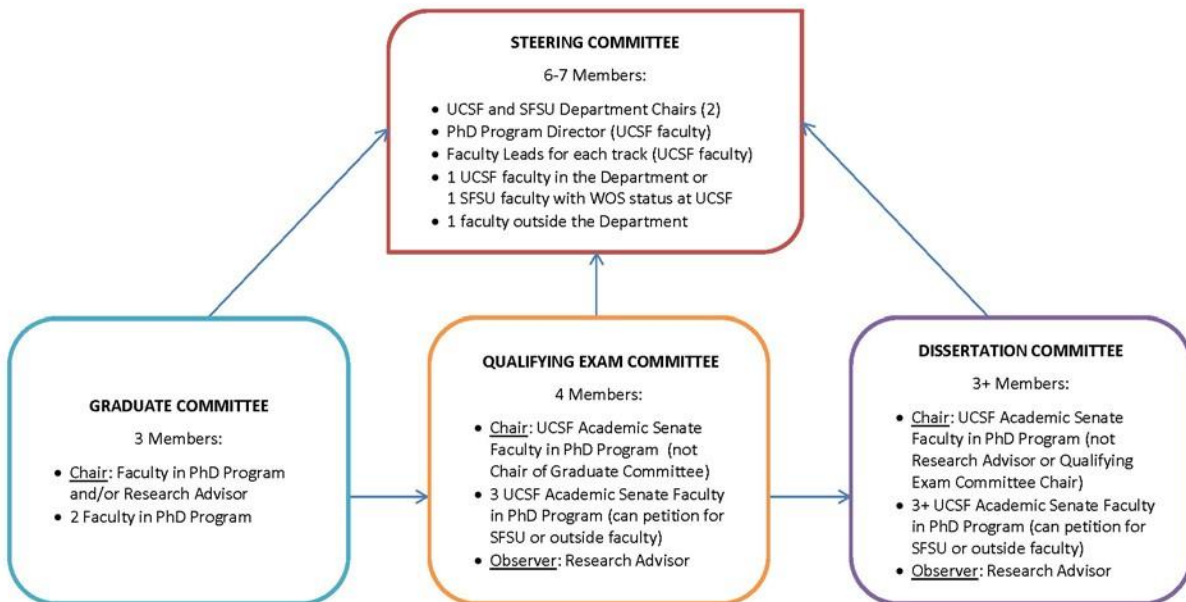 STEERING COMMITTEE
6-7 Members:
• UCSF and SFSU Department Chairs (2)
• PhD Program Director (UCSF faculty)
• Faculty Leads for each track (UCSF faculty)
• 1 UCSF faculty in the Department or
1 SFSU faculty with WOS status at UCSF
• 1 faculty outside the Department
GRADUATE COMMITTEE
3 Members:
• Chair: Faculty in PhD Program
and/or Research Advisor
• 2 Faculty in PhD Program
QUALIFYING EXAM COMMITTEE
4 Members:
• Chair: UCSF Academic Senate
Faculty in PhD Program (not
Chair of Graduate Committee)
• 3 UCSF Academic Senate Faculty
in PhD Program (can petition for
SFSU or outside faculty)
• Observer: Research Advisor
DISSERTATION COMMITTEE
3+ Members:
• Chair: UCSF Academic Senate
Faculty in PhD Program (not
Research Advisor or Qualifying
Exam Committee Chair)
• 3+ UCSF Academic Senate Faculty
in PhD Program (can petition for
SFSU or outside faculty)
• Observer: Research Advisor